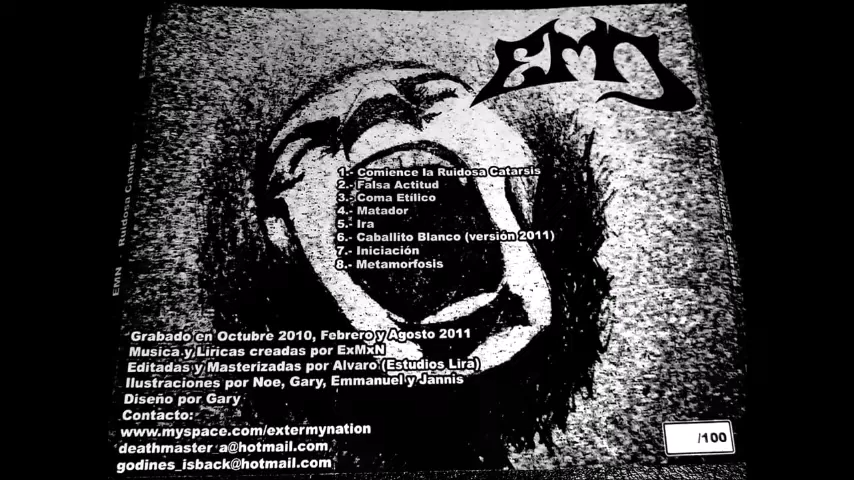 EMN
1.- Comience la Ruidosa Catarsis
2.- Falsa Actitud
3.- Coma Etílico
4.- Matador
5.- Ira
6.- Caballito Blanco (versión 2011)
7.- Iniciación
8.- Metamorfosis
Grabado en Octubre 2010, Febrero y Agosto 2011
Musica y Liricas creadas por ExMxN
Editadas y Masterizadas por Alvaro (Estudios Lira)
Ilustraciones por Noe, Gary, Emmanuel y Jannis
Diseño por Gary
Contacto:
www.myspace.com/extermynation
deathmaster_a@hotmail.com
godines_isback@hotmail.com
/100
EMN Ruidosa Catarsis Exter Rec